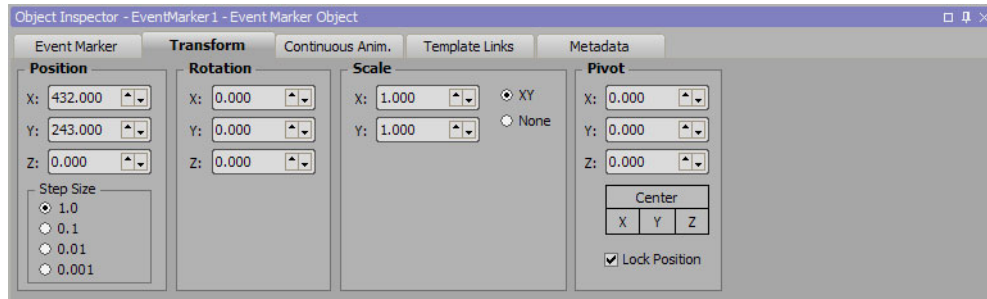 Object Inspector - EventMarker1 - Event Marker Object
Event Marker Transform Continuous Anim. Template Links Metadata
Position
X: 432.000
Y: 243.000
Z: 0.000
Step Size
1.0
0.1
0.01
0.001
Rotation
X: 0.000
Y: 0.000
Z: 0.000
Scale
X: 1.000
Y: 1.000
XY
None
Pivot
X: 0.000
Y: 0.000
Z: 0.000
Center
X Y Z
Lock Position